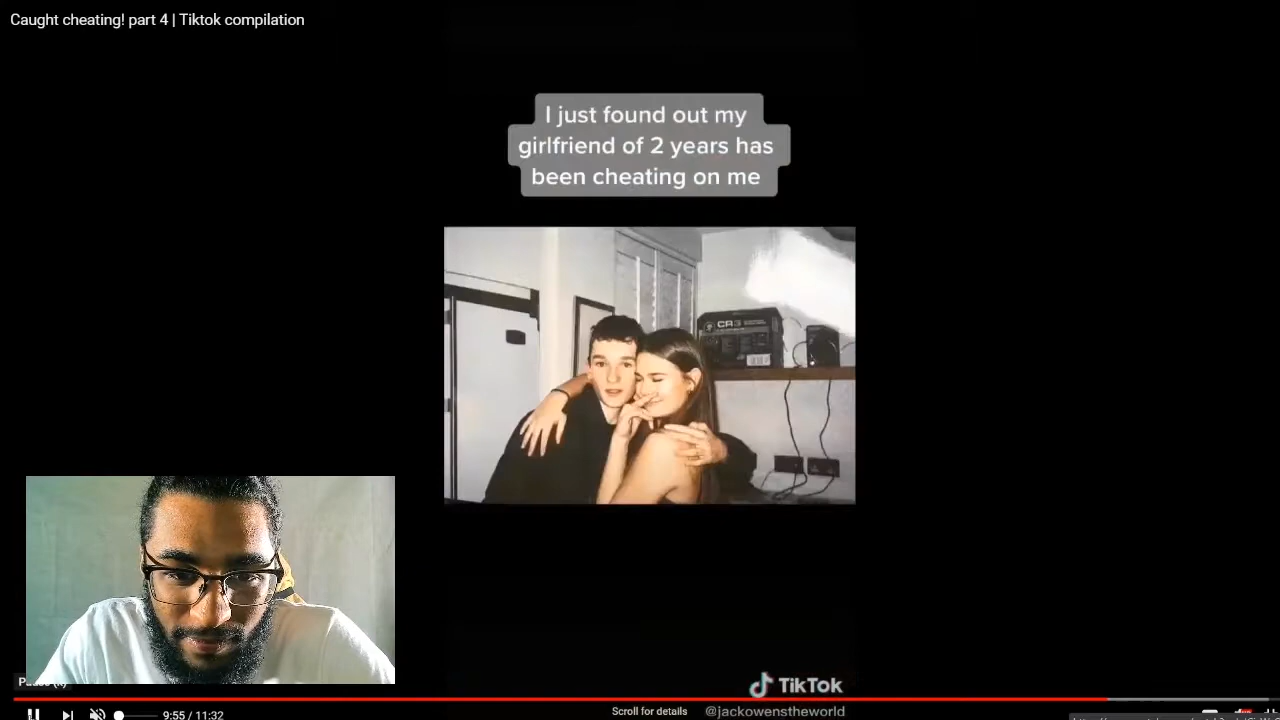 Caught cheating! part 4 | Tiktok compilation
I just found out my
girlfriend of 2 years has
been cheating on me
CR3
TikTok
9:55 / 11:32
Scroll for details
@jackowenstheworld